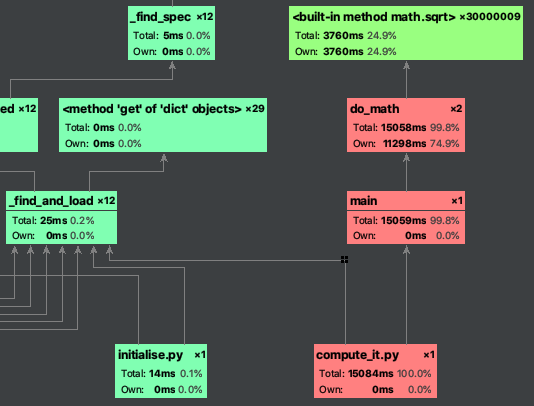 _find_spec ×12
Total: 5ms 0.0%
Own: 0ms 0.0%
<built-in method math.sqrt> ×30000009
Total: 3760ms 24.9%
Own: 3760ms 24.9%
ed ×12
<method 'get' of 'dict' objects> ×29
Total: 0ms 0.0%
Own: 0ms 0.0%
do_math ×2
Total: 15058ms 99.8%
Own: 11298ms 74.9%
_find_and_load ×12
Total: 25ms 0.2%
Own: 0ms 0.0%
main ×1
Total: 15059ms 99.8%
Own: 0ms 0.0%
initialise.py ×1
Total: 14ms 0.1%
Own: 0ms 0.0%
compute_it.py ×1
Total: 15084ms 100.0%
Own: 0ms 0.0%